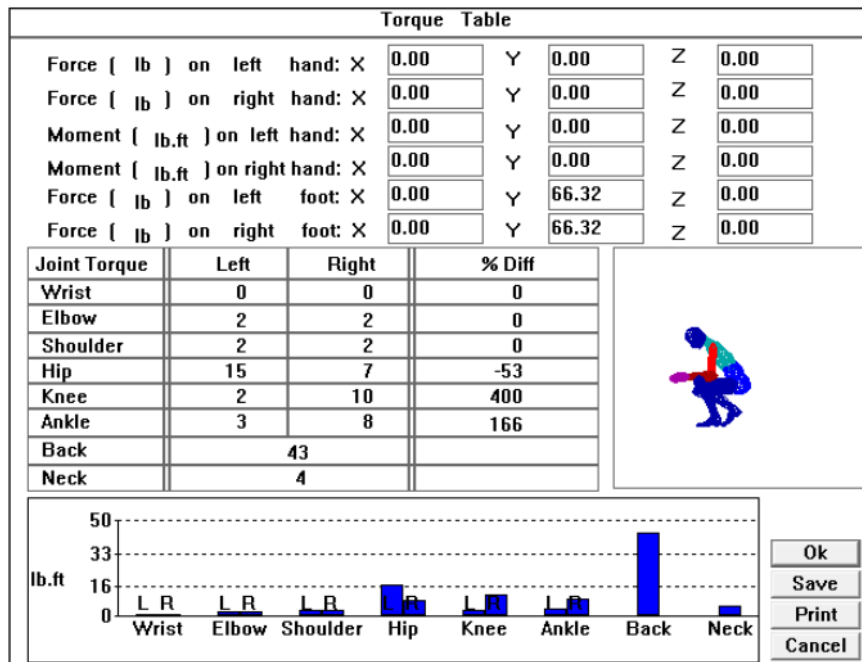 Torque Table
Force ( lb ) on left hand: X 0.00 Y 0.00 Z 0.00
Force ( lb ) on right hand: X 0.00 Y 0.00 Z 0.00
Moment ( lb.ft ) on left hand: X 0.00 Y 0.00 Z 0.00
Moment ( lb.ft ) on right hand: X 0.00 Y 0.00 Z 0.00
Force ( lb ) on left foot: X 0.00 Y 66.32 Z 0.00
Force ( lb ) on right foot: X 0.00 Y 66.32 Z 0.00
Joint Torque Left Right % Diff
Wrist 0 0 0
Elbow 2 2 0
Shoulder 2 2 0
Hip 15 7 -53
Knee 2 10 400
Ankle 3 8 166
Back 43
Neck 4
50
33
16
0
lb.ft
L R L R L R L R L R L R
Wrist Elbow Shoulder Hip Knee Ankle Back Neck
Ok
Save
Print
Cancel